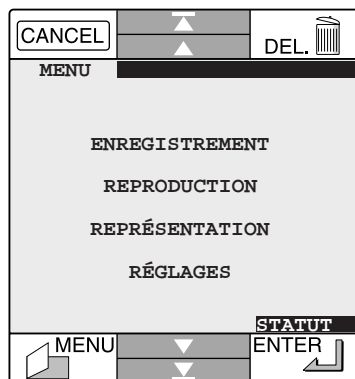 CANCEL
DEL.
MENU
ENREGISTREMENT
REPRODUCTION
REPRÉSENTATION
RÉGLAGES
STATUT
MENU
ENTER